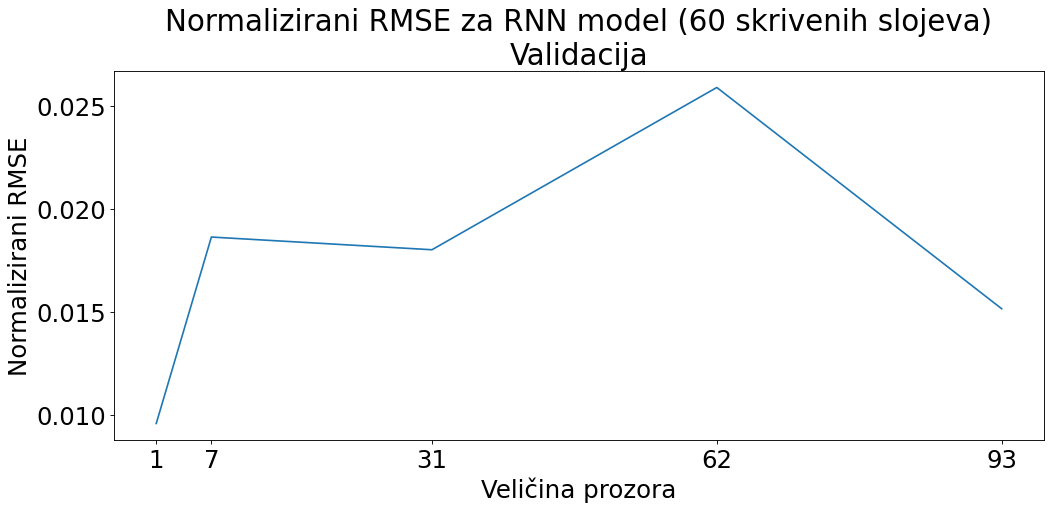 Normalizirani RMSE za RNN model (60 skrivenih slojeva)
Validacija
Normalizirani RMSE
0.025
0.020
0.015
0.010
1 7 31 62 93
Veličina prozora